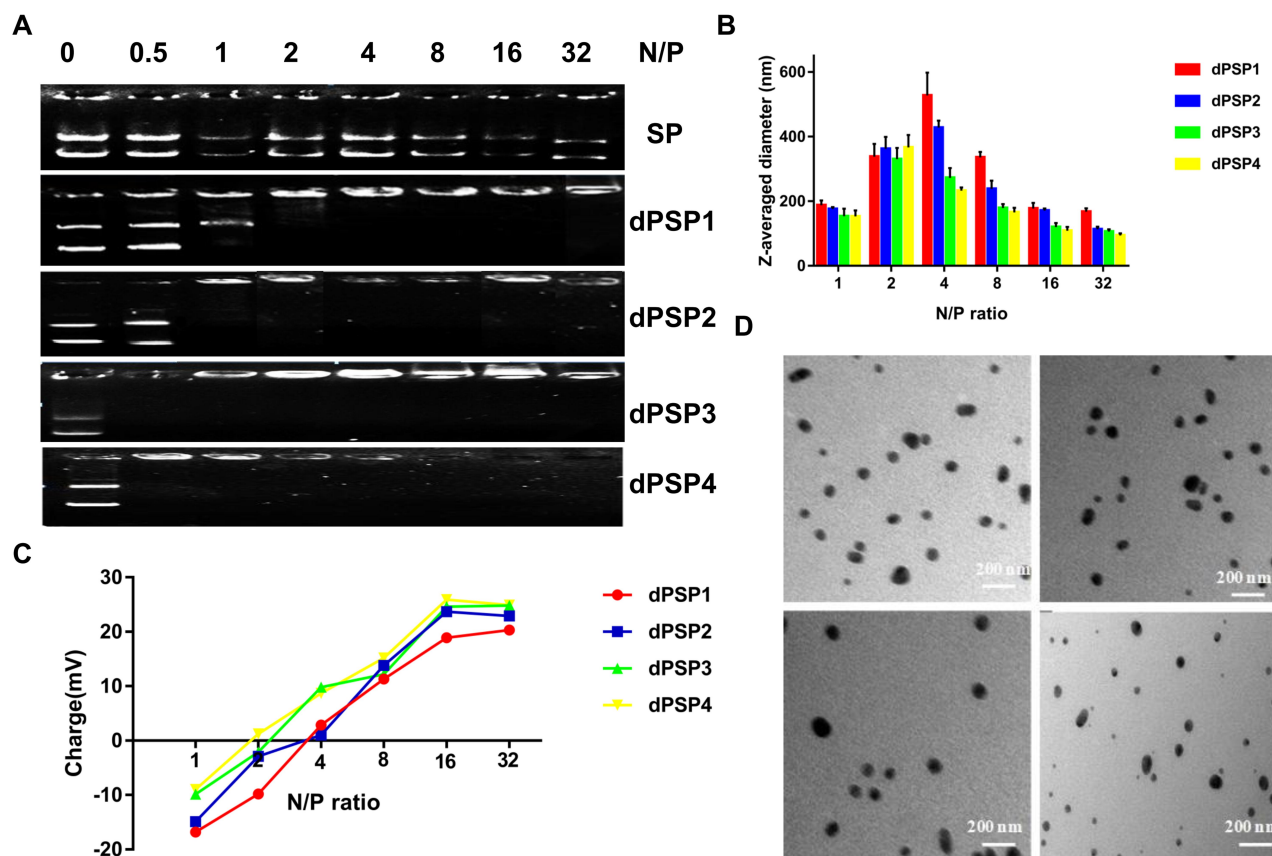 A
0 0.5 1 2 4 8 16 32 N/P
SP
dPSP1
dPSP2
dPSP3
dPSP4
B
Z-averaged diameter (nm)
600
400
200
0
1 2 4 8 16 32
N/P ratio
dPSP1
dPSP2
dPSP3
dPSP4
C
Charge(mV)
30
20
10
0
-10
-20
1 2 4 8 16 32
N/P ratio
dPSP1
dPSP2
dPSP3
dPSP4
D
200 nm
200 nm
200 nm
200 nm